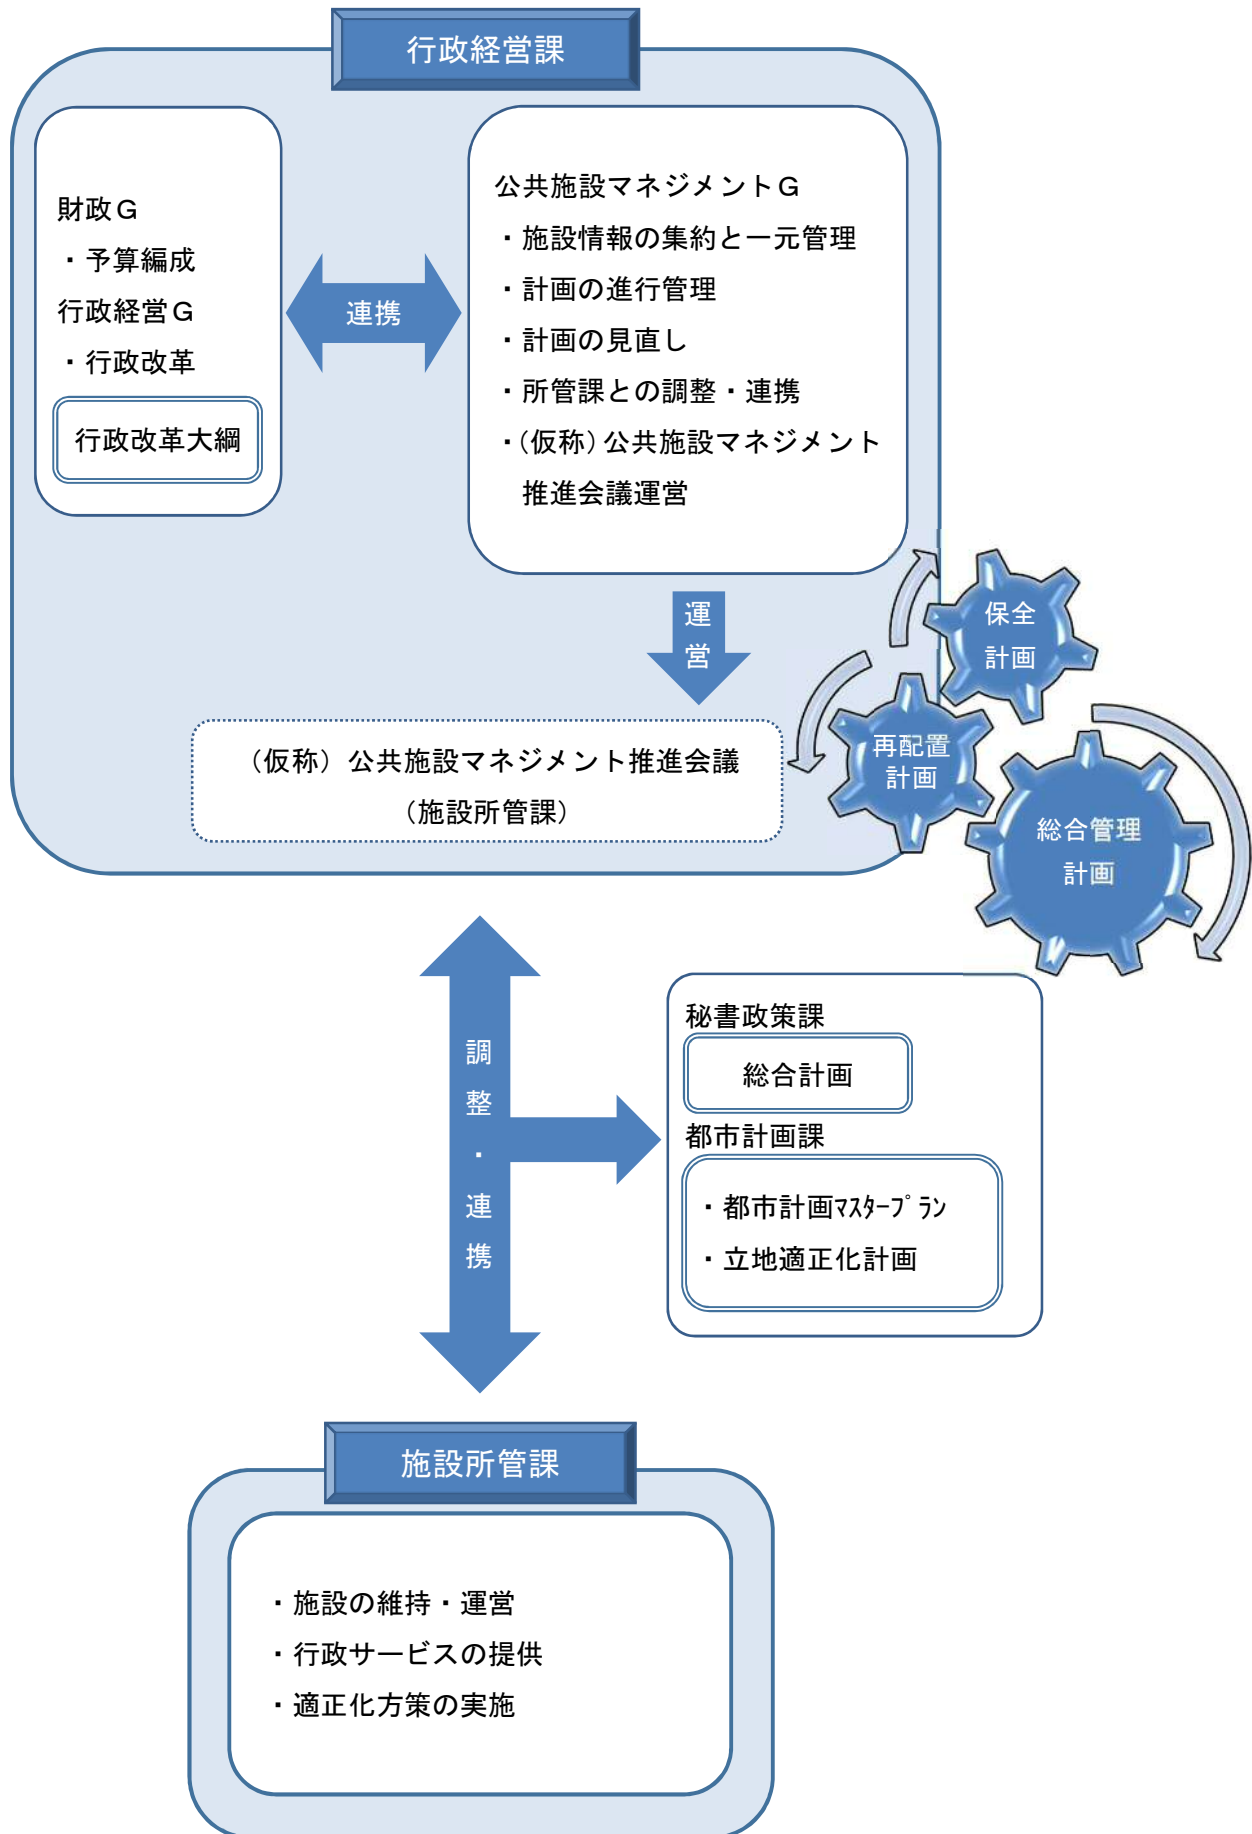 行政経営課
財政Ｇ
・予算編成
行政経営Ｇ
・行政改革
行政改革大綱
連携
公共施設マネジメントＧ
・施設情報の集約と一元管理
・計画の進行管理
・計画の見直し
・所管課との調整・連携
・（仮称）公共施設マネジメント
推進会議運営
運
営
（仮称）公共施設マネジメント推進会議
（施設所管課）
保全
計画
再配置
計画
総合管理
計画
調
整
・
連
携
秘書政策課
総合計画
都市計画課
・都市計画ﾏｽﾀｰﾌﾟﾗﾝ
・立地適正化計画
施設所管課
・施設の維持・運営
・行政サービスの提供
・適正化方策の実施